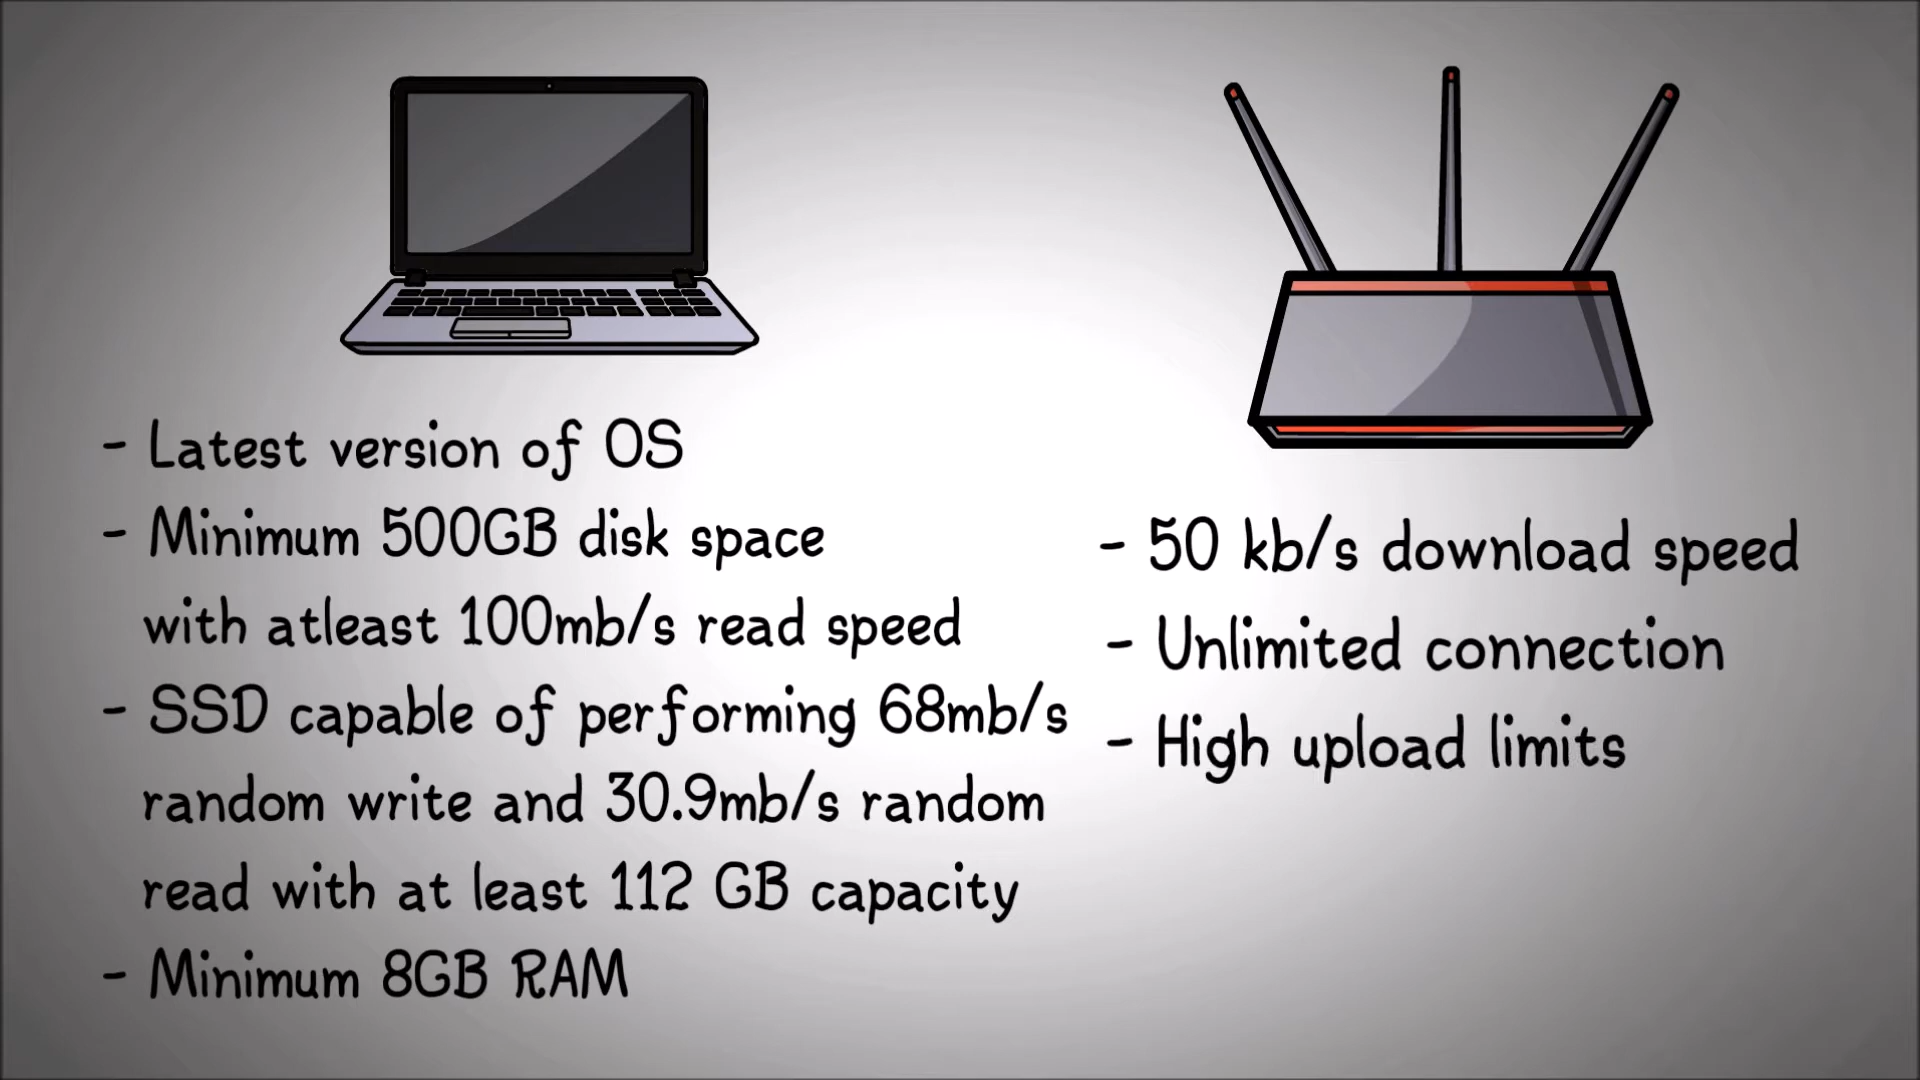 - Latest version of OS
- Minimum 500GB disk space
with atleast 100mb/s read speed
- SSD capable of performing 68mb/s
random write and 30.9mb/s random
read with at least 112 GB capacity
- Minimum 8GB RAM
- 50 kb/s download speed
- Unlimited connection
- High upload limits